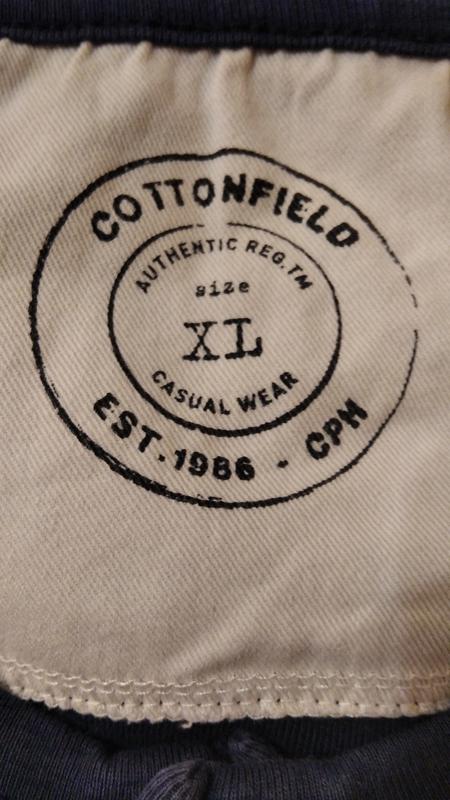 COTTONFIELD
AUTHENTIC REG.TM
size
XL
CASUAL WEAR
EST.1986 - CPH